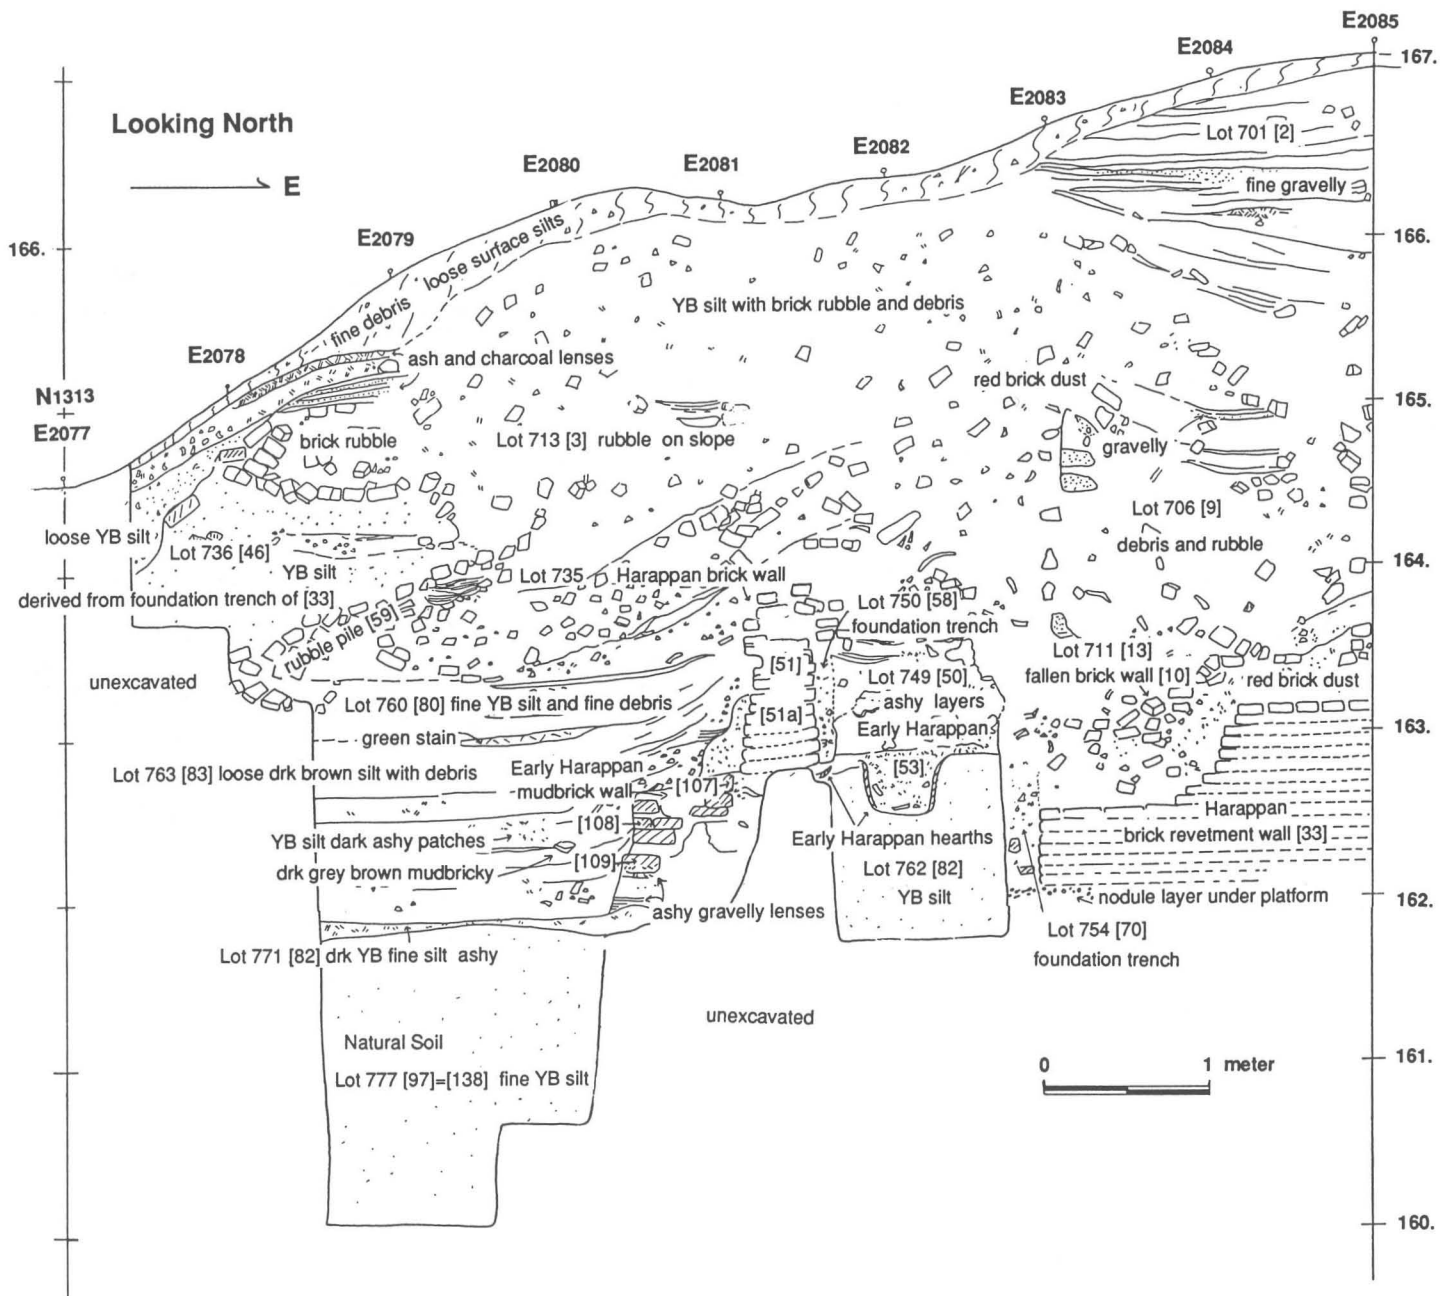 E2085
E2084
167.
E2083
Looking North
Lot 701 [2]
E2082
E2081
E2080
E
fine gravelly
E2079
166.
166.
loose surface silts
fine debris
YB silt with brick rubble and debris
E2078
ash and charcoal lenses
red brick dust
N1313
165.
E2077
brick rubble
Lot 713 [3] rubble on slope
gravelly
Lot 706 [9]
debris and rubble
loose YB silt
Lot 736 [46]
YB silt
164.
Lot 735
Harappan brick wall
derived from foundation trench of [33]
Lot 750 [58]
foundation trench
rubble pile [59]
Lot 711 [13]
fallen brick wall [10]
red brick dust
[51]
Lot 749 [50]
ashy layers
Early Harappan
unexcavated
Lot 760 [80] fine YB silt and fine debris
[51a]
163.
green stain
Lot 763 [83] loose drk brown silt with debris
Early Harappan
mudbrick wall
[107]
[53]
Harappan
brick revetment wall [33]
[108]
YB silt dark ashy patches
Early Harappan hearths
drk grey brown mudbricky
[109]
Lot 762 [82]
YB silt
nodule layer under platform
162.
ashy gravelly lenses
Lot 754 [70]
foundation trench
Lot 771 [82] drk YB fine silt ashy
unexcavated
Natural Soil
161.
0 1 meter
Lot 777 [97]=[138] fine YB silt
160.